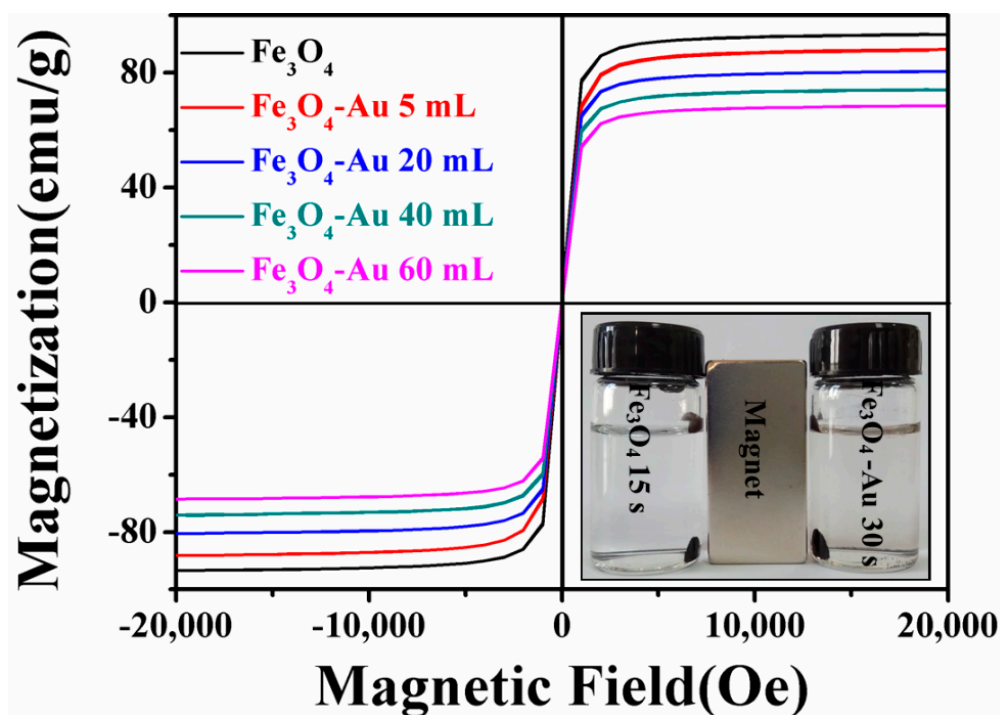 Magnetization(emu/g)
80
40
0
-40
-80
Fe₃O₄
Fe₃O₄-Au 5 mL
Fe₃O₄-Au 20 mL
Fe₃O₄-Au 40 mL
Fe₃O₄-Au 60 mL
Fe₃O₄ 15 s
Magnet
Fe₃O₄-Au 30 s
-20,000
-10,000
0
10,000
20,000
Magnetic Field(Oe)